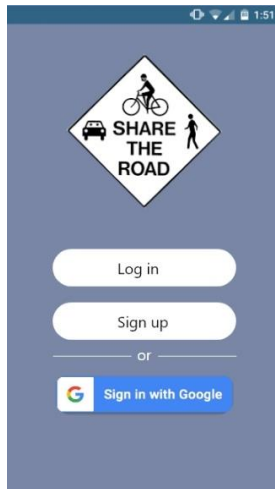 1:51
SHARE
THE
ROAD
Log in
Sign up
or
G Sign in with Google